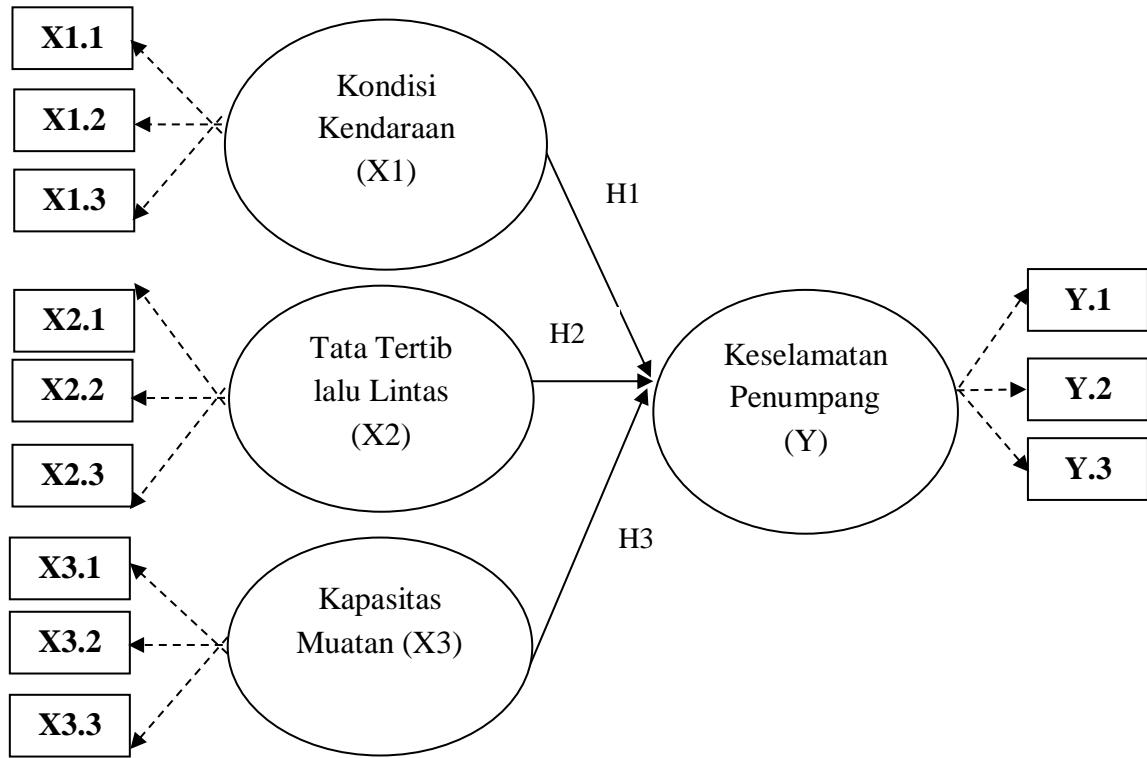 X1.1
X1.2
X1.3
Kondisi
Kendaraan
(X1)
H1
X2.1
X2.2
X2.3
Tata Tertib
lalu Lintas
(X2)
H2
X3.1
X3.2
X3.3
Kapasitas
Muatan (X3)
H3
Keselamatan
Penumpang
(Y)
Y.1
Y.2
Y.3